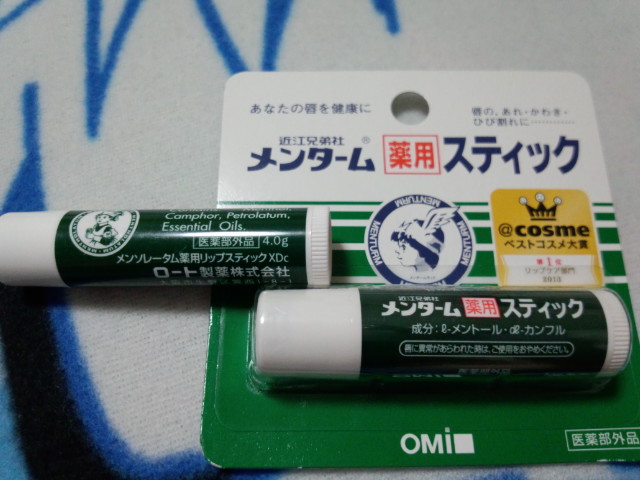 あなたの唇を健康に
唇の、あれ・かわき・
ひび割れに…………
近江兄弟社
メンターム®薬用スティック
MENTURM
MENTURM
@cosme
ベストコスメ大賞
第1位
リップケア部門
Camphor, Petrolatum,
Essential Oils.
医薬部外品 4.0g
メンソレータム薬用リップスティックXDc
ロート製薬株式会社
近江兄弟社
メンターム薬用スティック
成分:ℓ-メントール・dℓ-カンフル
唇に異常があらわれた時は、ご使用をおやめください。
医薬部外品
OMi
医薬部外品